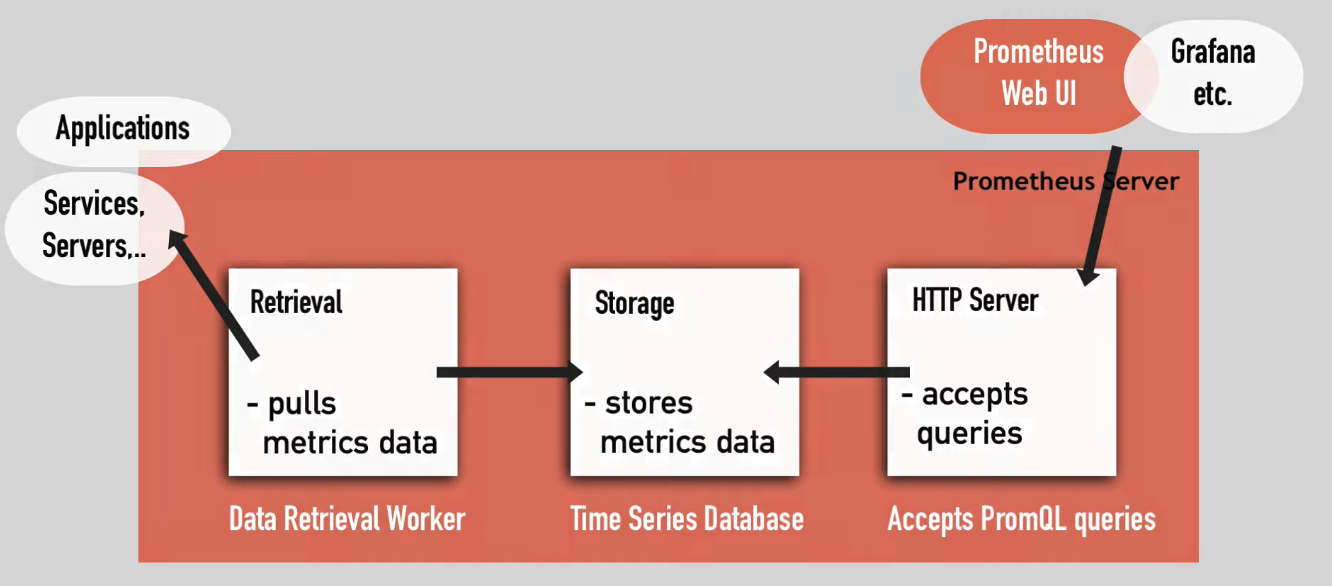 Prometheus
Web UI
Grafana
etc.
Applications
Services,
Servers,..
Prometheus Server
Retrieval
- pulls
metrics data
Data Retrieval Worker
Storage
- stores
metrics data
Time Series Database
HTTP Server
- accepts
queries
Accepts PromQL queries